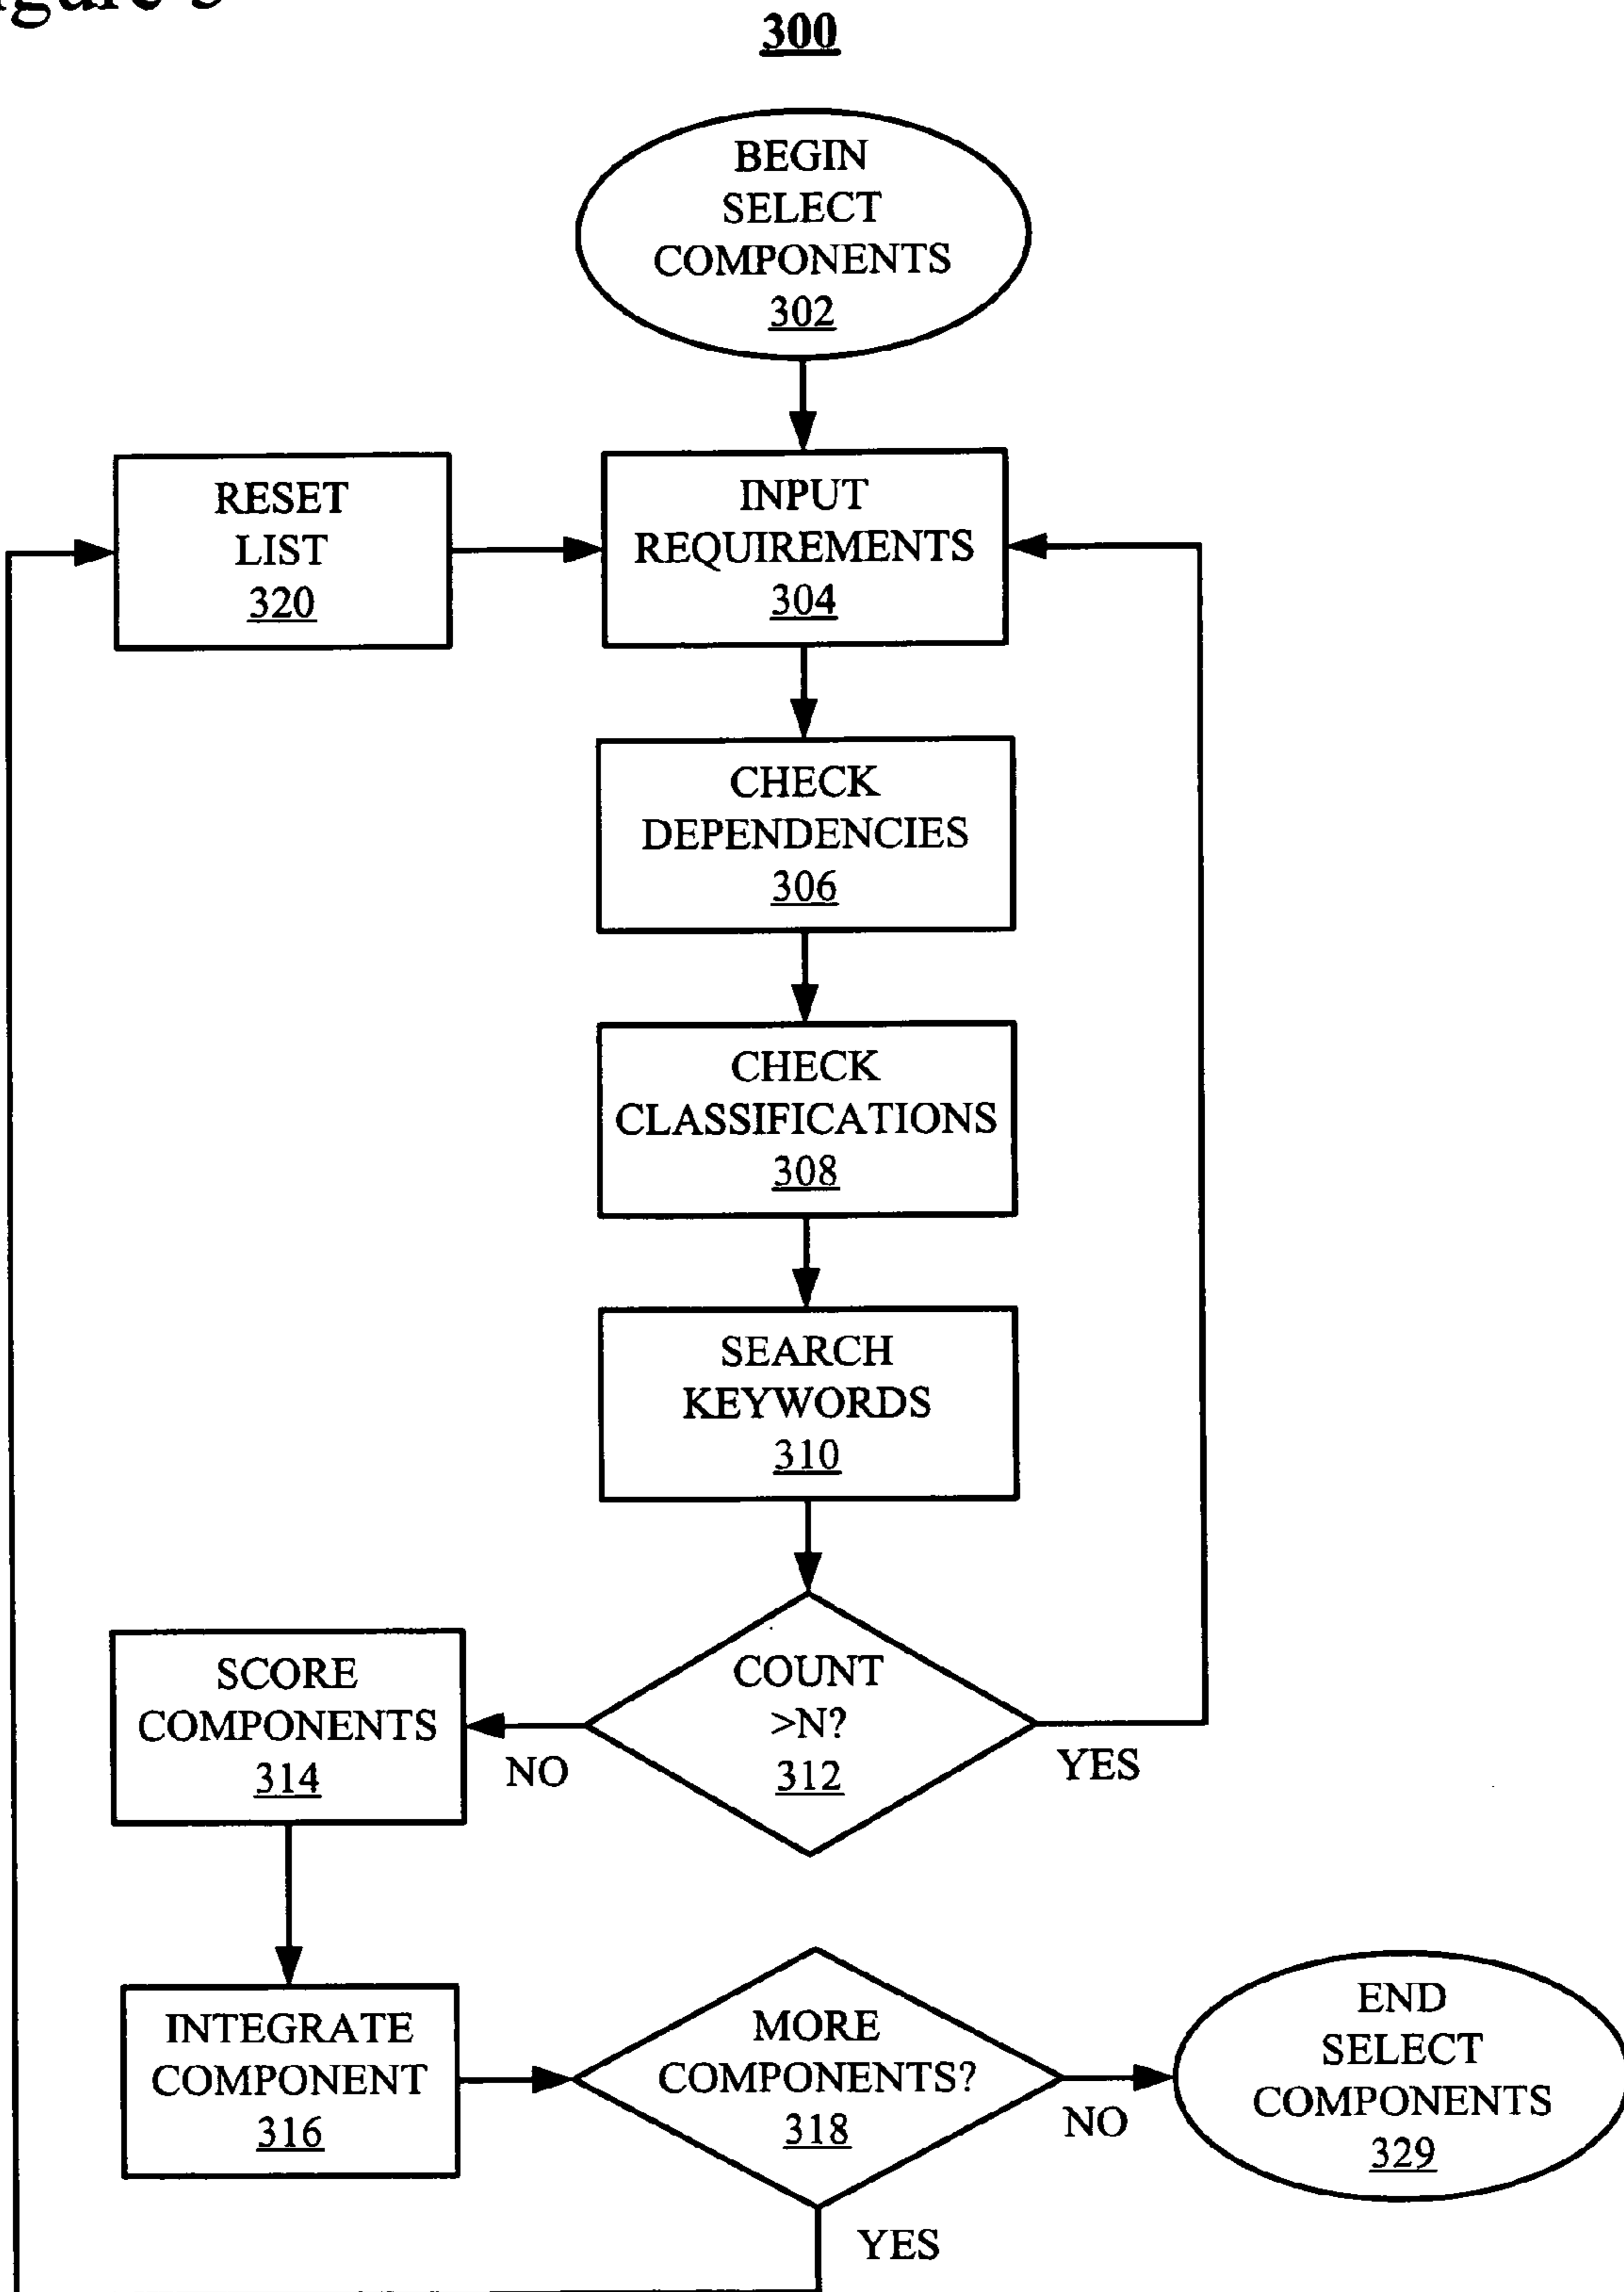 300
BEGIN
SELECT
COMPONENTS
302
RESET
LIST
320
INPUT
REQUIREMENTS
304
CHECK
DEPENDENCIES
306
CHECK
CLASSIFICATIONS
308
SEARCH
KEYWORDS
310
SCORE
COMPONENTS
314
NO
COUNT
>N?
312
YES
INTEGRATE
COMPONENT
316
MORE
COMPONENTS?
318
NO
END
SELECT
COMPONENTS
329
YES